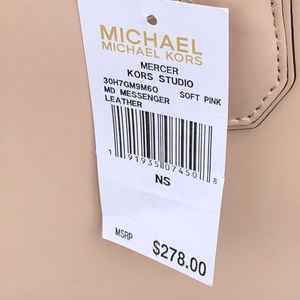 MICHAEL
MICHAEL KORS
MERCER
KORS STUDIO
30H7GM9M6O SOFT PINK
MD MESSENGER
LEATHER
1 91935 07450 8
NS
MSRP $278.00